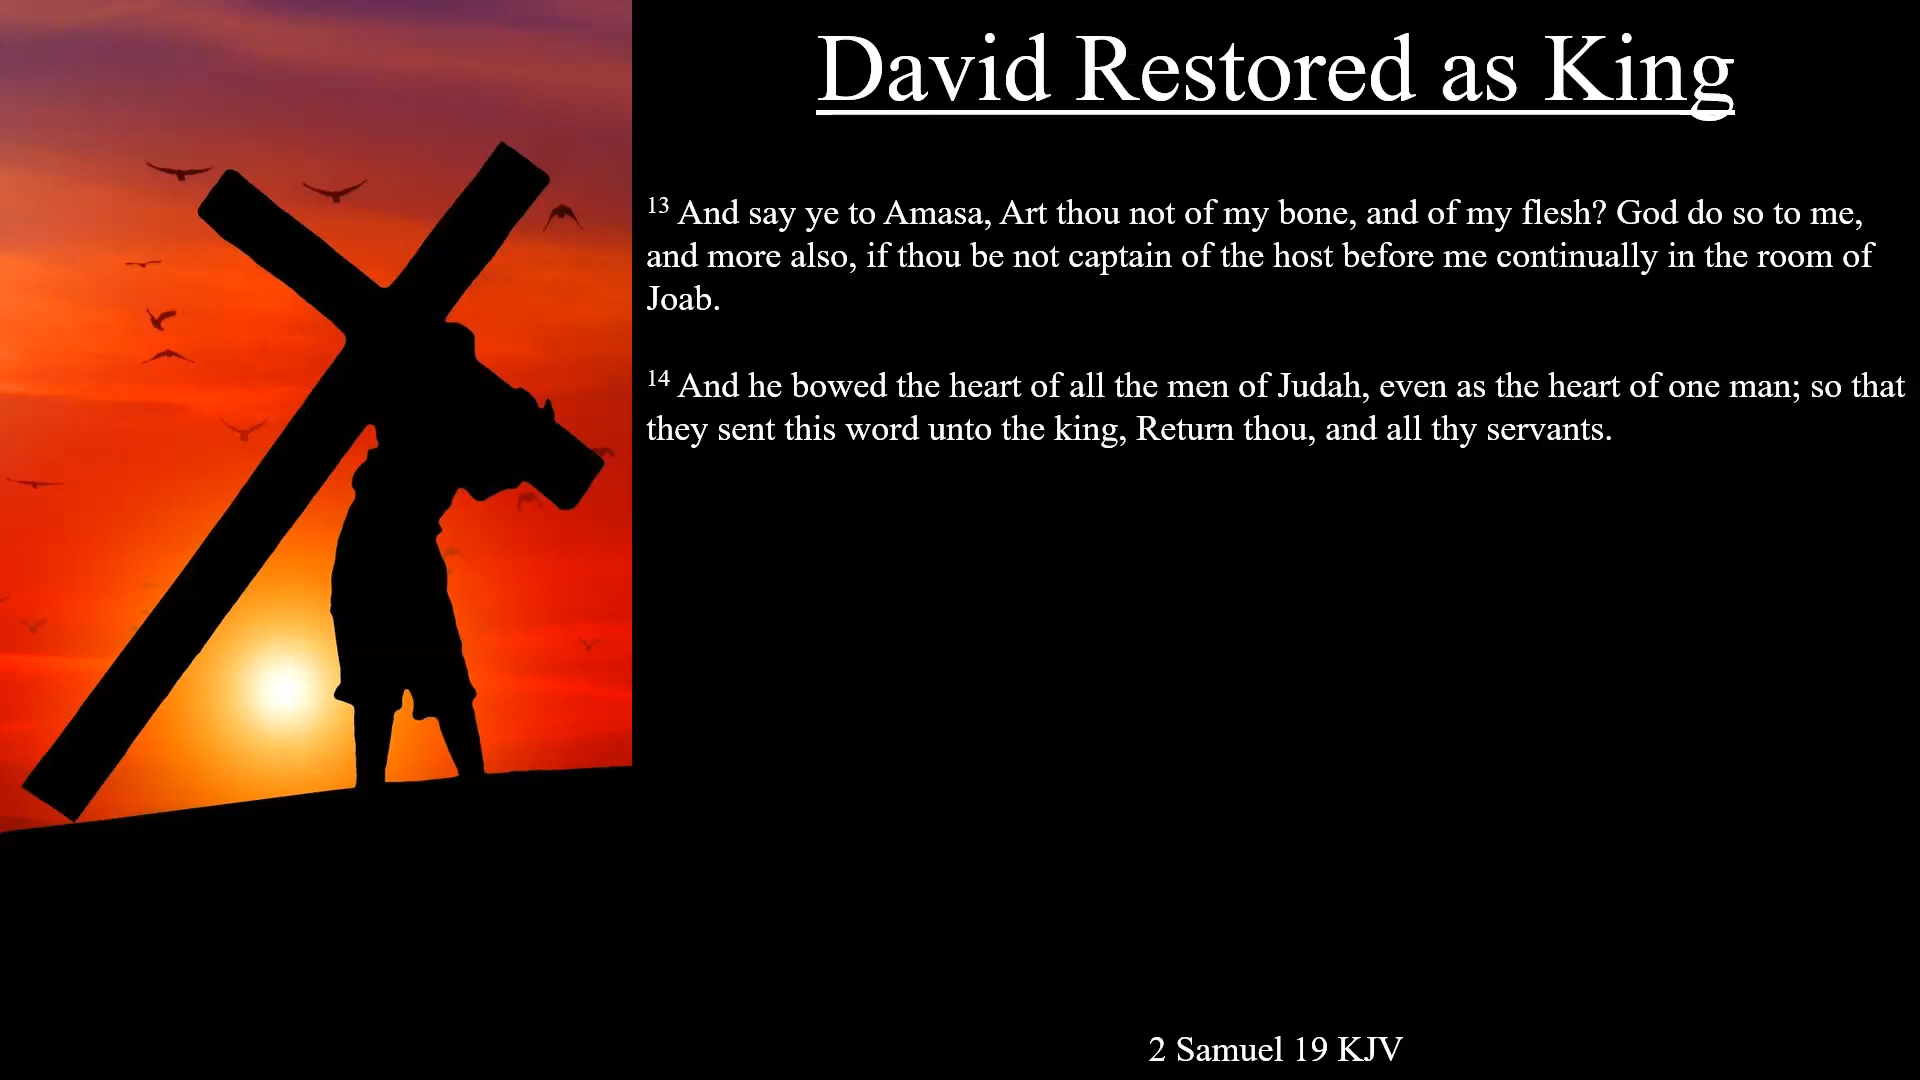 David Restored as King
13 And say ye to Amasa, Art thou not of my bone, and of my flesh? God do so to me,
and more also, if thou be not captain of the host before me continually in the room of
Joab.
14 And he bowed the heart of all the men of Judah, even as the heart of one man; so that
they sent this word unto the king, Return thou, and all thy servants.
2 Samuel 19 KJV